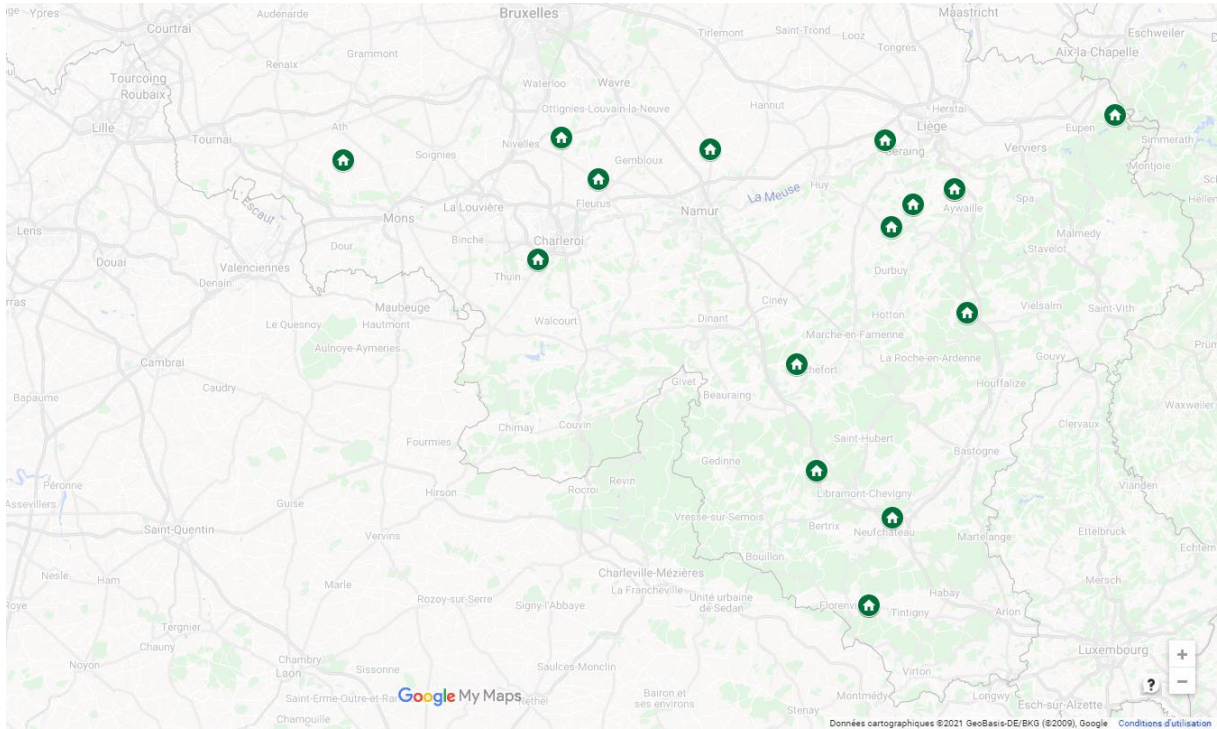 Ypres
Courtrai
Audenarde
Bruxelles
Tirlemont
Saint-Trond
Looz
Tongres
Maastricht
Eschweiler
Aix-la-Chapelle
Renaix
Grammont
Tourcoing
Roubaix
Waterloo
Wavre
Hannut
Herstal
Lille
Tournai
Ath
Ottignies-Louvain-la-Neuve
Liège
Eupen
Simmerath
Soignies
Nivelles
Gembloux
Seraing
Verviers
Montjoie
L'Escaut
Mons
La Louvière
Fleurus
Namur
La Meuse
Huy
Aywaille
Spa
Lens
Dour
Binche
Charleroi
Malmedy
Stavelot
Douai
Valenciennes
Denain
Thuin
Durbuy
Maubeuge
Ciney
Vielsalm
Saint-Vith
Le Quesnoy
Hautmont
Walcourt
Dinant
Hotton
Marche-en-Famenne
Cambrai
Aulnoye-Aymeries
La Roche-en-Ardenne
Gouvy
Caudry
Givet
Beauraing
Houffalize
Bapaume
Waxweiler
Fourmies
Chimay
Couvin
Saint-Hubert
Clervaux
Bastogne
Péronne
Assevillers
Gedinne
Hirson
Revin
Rocroi
Vianden
Guise
Libramont-Chevigny
Saint-Quentin
Vresse-sur-Semois
Bertrix
Neufchateau
Vervins
Martelange
Ettelbruck
Bouillon
Nesle
Ham
Marle
Charleville-Mézières
La Francheville
Mersch
Roye
Rozoy-sur-Serre
Signy-l'Abbaye
Unité urbaine
de Sedan
Habay
Tintigny
Arlon
Tergnier
Chauny
Noyon
Chambry
Laon
Sissonne
Saulces-Monclin
Virton
Luxembourg
Google My Maps
Bairon et
ses environs
Montmédy
Longwy
Esch-sur-Alzette
Chamouille
Stenay
+
−
?
Données cartographiques ©2021 GeoBasis-DE/BKG (©2009), Google
Conditions d'utilisation